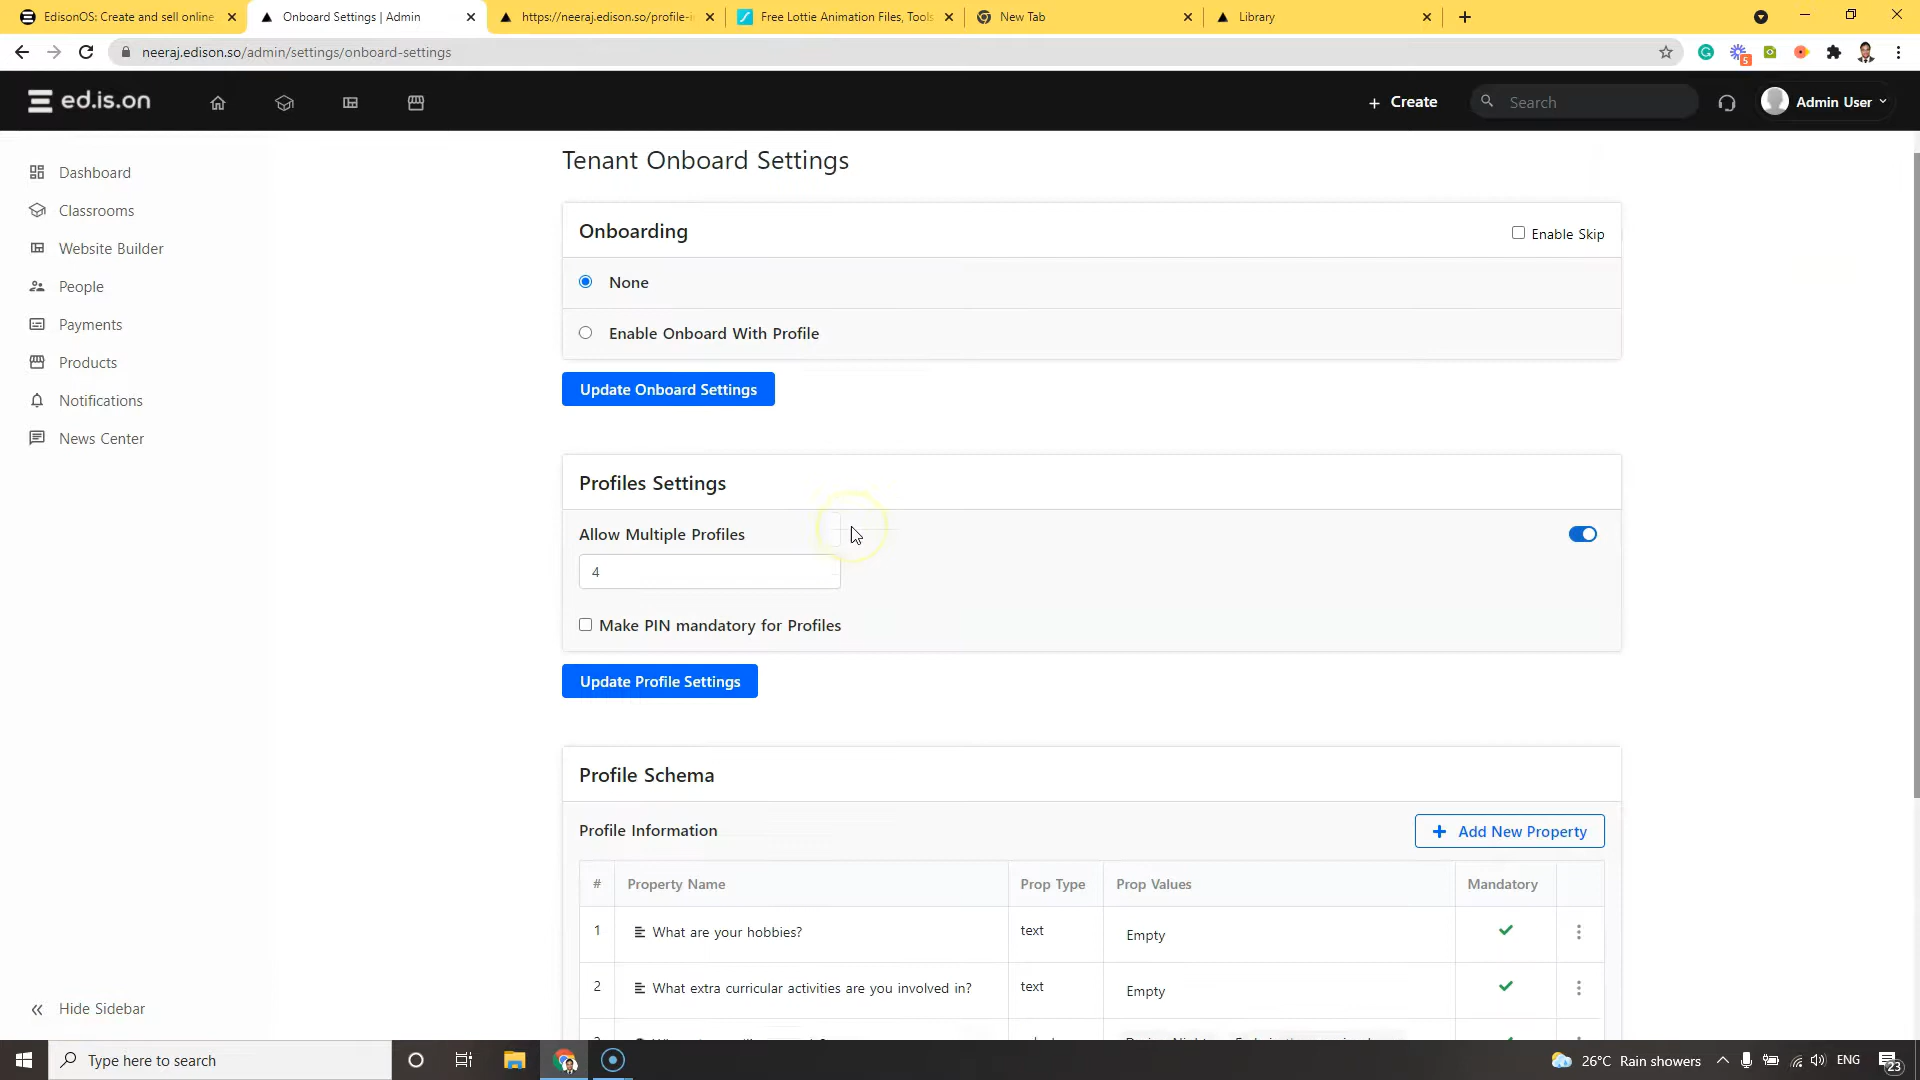 EdisonOS: Create and sell online
Onboard Settings | Admin
https://neeraj.edison.so/profile-i
Free Lottie Animation Files, Tools
New Tab
Library
neeraj.edison.so/admin/settings/onboard-settings
5
ed.is.on
+ Create
Search
Admin User
Dashboard
Classrooms
Website Builder
People
Payments
Products
Notifications
News Center
Hide Sidebar
Tenant Onboard Settings
Onboarding
Enable Skip
None
Enable Onboard With Profile
Update Onboard Settings
Profiles Settings
Allow Multiple Profiles
4
Make PIN mandatory for Profiles
Update Profile Settings
Profile Schema
Profile Information
+ Add New Property
# Property Name Prop Type Prop Values Mandatory
1 What are your hobbies? text Empty
2 What extra curricular activities are you involved in? text Empty
Type here to search
26°C Rain showers
ENG
23